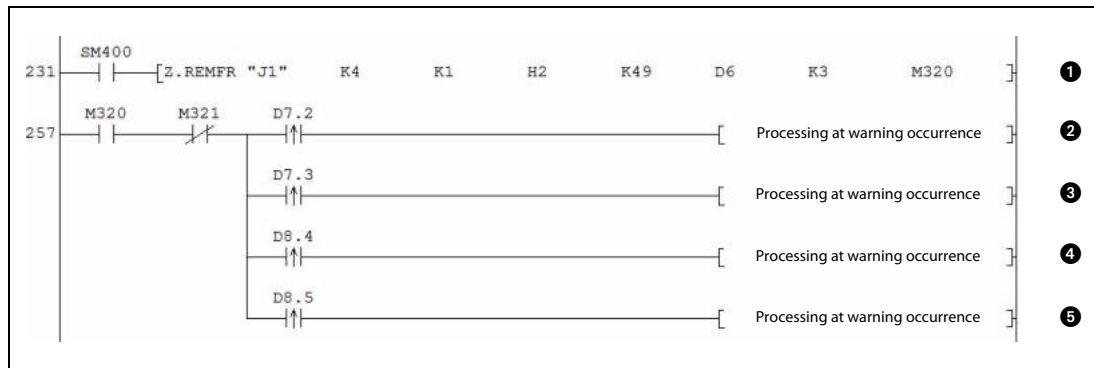 SM400
231 Z.REMFR "J1" K4 K1 H2 K49 D6 K3 M320 1
M320 M321 D7.2
257 Processing at warning occurrence 2
D7.3
Processing at warning occurrence 3
D8.4
Processing at warning occurrence 4
D8.5
Processing at warning occurrence 5